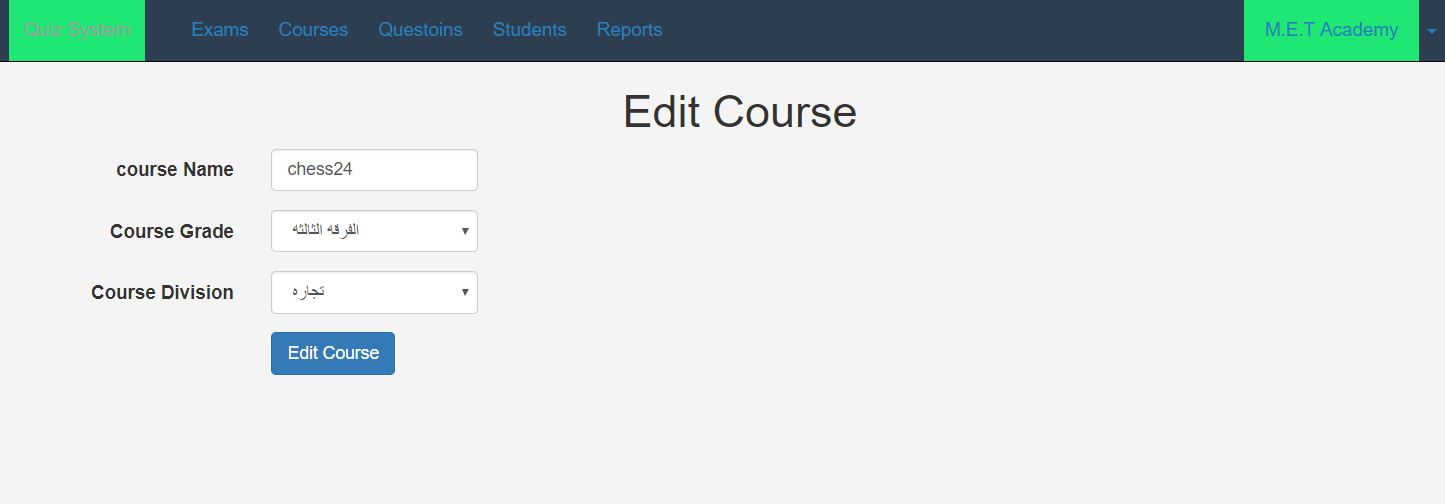 Quiz System Exams Courses Questoins Students Reports M.E.T Academy
Edit Course
course Name chess24
Course Grade الفرقه الثالثه
Course Division تجاره
Edit Course